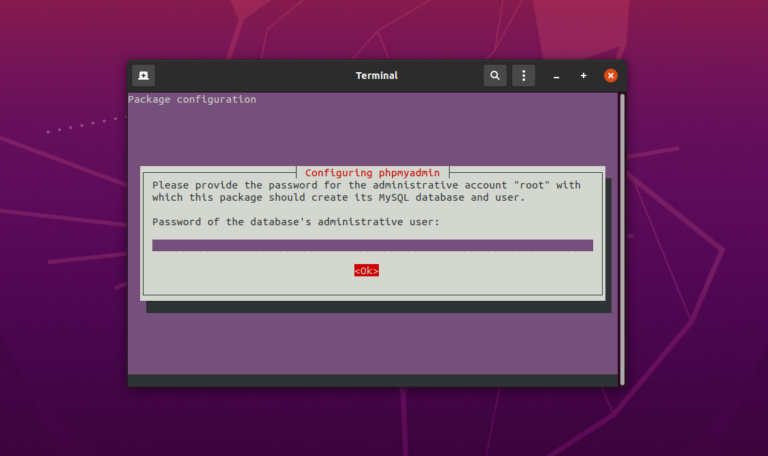 Terminal
Package configuration
Configuring phpmyadmin
Please provide the password for the administrative account "root" with
which this package should create its MySQL database and user.
Password of the database's administrative user:
<Ok>